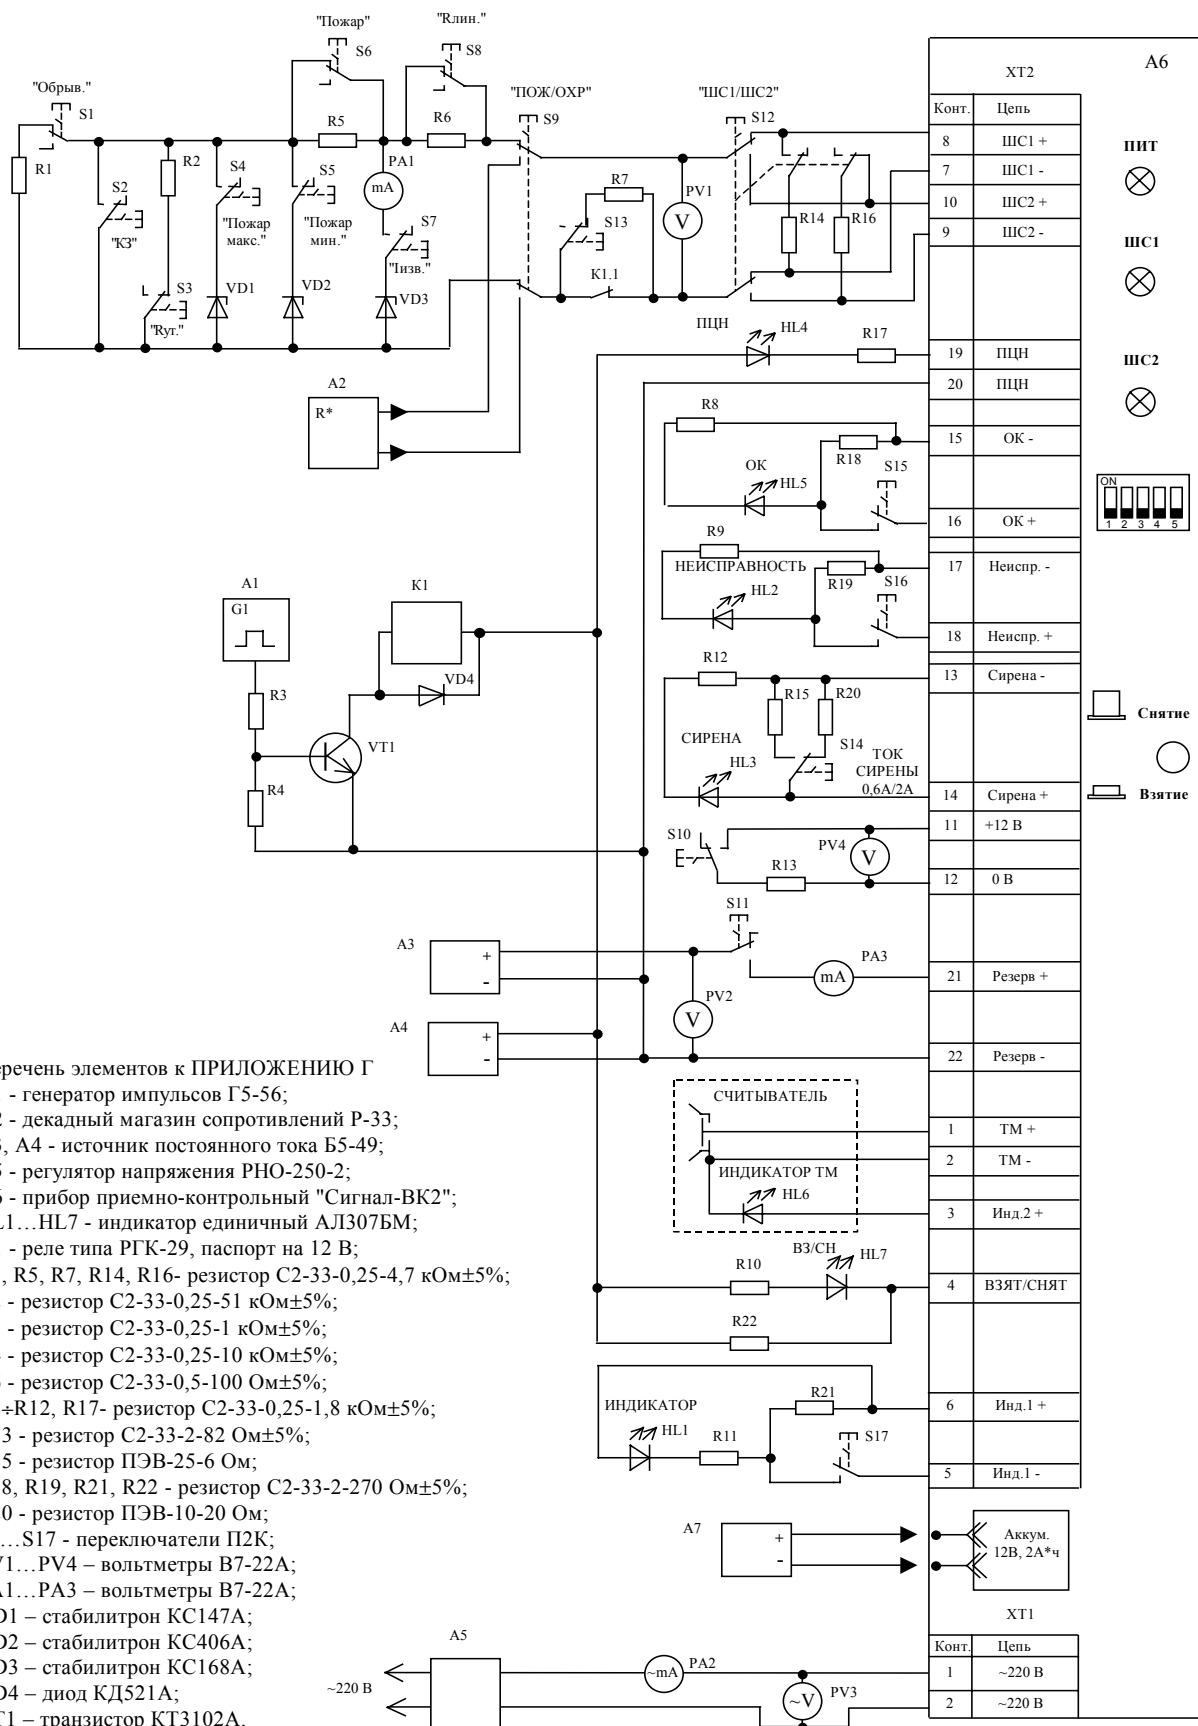 "Пожар"
S6
"Rлин."
S8
"Обрыв."
S1
"ПОЖ/ОХР"
S9
"ШС1/ШС2"
S12
R1
R2
S2
"КЗ"
S3
"Rут."
S4
"Пожар
макс."
VD1
S5
"Пожар
мин."
VD2
R5
PA1
mA
S7
"Iизв."
VD3
R6
R7
S13
K1.1
PV1
V
R14
R16
A2
R*
A6
XT2
Конт. Цепь
8 ШС1 +
7 ШС1 -
10 ШС2 +
9 ШС2 -
19 ПЦН
20 ПЦН
15 ОК -
16 ОК +
17 Неиспр. -
18 Неиспр. +
13 Сирена -
14 Сирена +
11 +12 В
12 0 В
21 Резерв +
22 Резерв -
1 ТМ +
2 ТМ -
3 Инд.2 +
4 ВЗЯТ/СНЯТ
6 Инд.1 +
5 Инд.1 -
ПИТ
ШС1
ШС2
ON
1 2 3 4 5
Снятие
Взятие
ПЦН
HL4
R17
R8
R18
S15
ОК
HL5
R9
НЕИСПРАВНОСТЬ
R19
S16
HL2
A1
G1
K1
R3
VD4
VT1
R4
R12
R15
R20
СИРЕНА
HL3
S14
ТОК
СИРЕНЫ
0,6А/2А
S10
R13
PV4
V
S11
A3
+
-
PA3
mA
PV2
V
A4
+
-
СЧИТЫВАТЕЛЬ
ИНДИКАТОР ТМ
HL6
ВЗ/СН
HL7
R10
R22
ИНДИКАТОР
HL1
R11
R21
S17
A7
+
-
Аккум.
12В, 2А*ч
XT1
Конт. Цепь
1 ~220 В
2 ~220 В
A5
~220 В
~mA
PA2
~V
PV3
еречень элементов к ПРИЛОЖЕНИЮ Г
- генератор импульсов Г5-56;
2 - декадный магазин сопротивлений Р-33;
3, А4 - источник постоянного тока Б5-49;
5 - регулятор напряжения РНО-250-2;
6 - прибор приемно-контрольный "Сигнал-ВК2";
L1…HL7 - индикатор единичный АЛ307БМ;
- реле типа РГК-29, паспорт на 12 В;
, R5, R7, R14, R16- резистор С2-33-0,25-4,7 кОм±5%;
- резистор С2-33-0,25-51 кОм±5%;
- резистор С2-33-0,25-1 кОм±5%;
- резистор С2-33-0,25-10 кОм±5%;
- резистор С2-33-0,5-100 Ом±5%;
÷R12, R17- резистор С2-33-0,25-1,8 кОм±5%;
3 - резистор С2-33-2-82 Ом±5%;
5 - резистор ПЭВ-25-6 Ом;
8, R19, R21, R22 - резистор С2-33-2-270 Ом±5%;
0 - резистор ПЭВ-10-20 Ом;
…S17 - переключатели П2К;
V1…PV4 – вольтметры В7-22А;
A1…PA3 – вольтметры В7-22А;
D1 – стабилитрон КС147А;
D2 – стабилитрон КС406А;
D3 – стабилитрон КС168А;
D4 – диод КД521А;
T1 – транзистор КТ3102А.